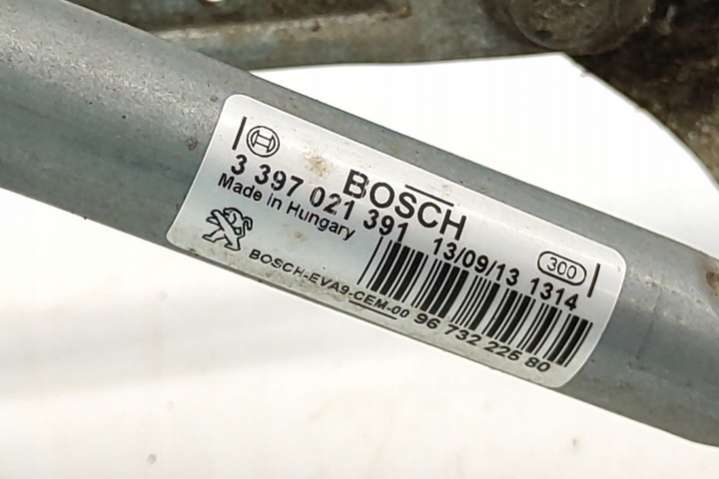 BOSCH
3 397 021 391 13/09/13 1314
Made in Hungary
300
BOSCH-EVA9-CEM-00 96 732 225 80